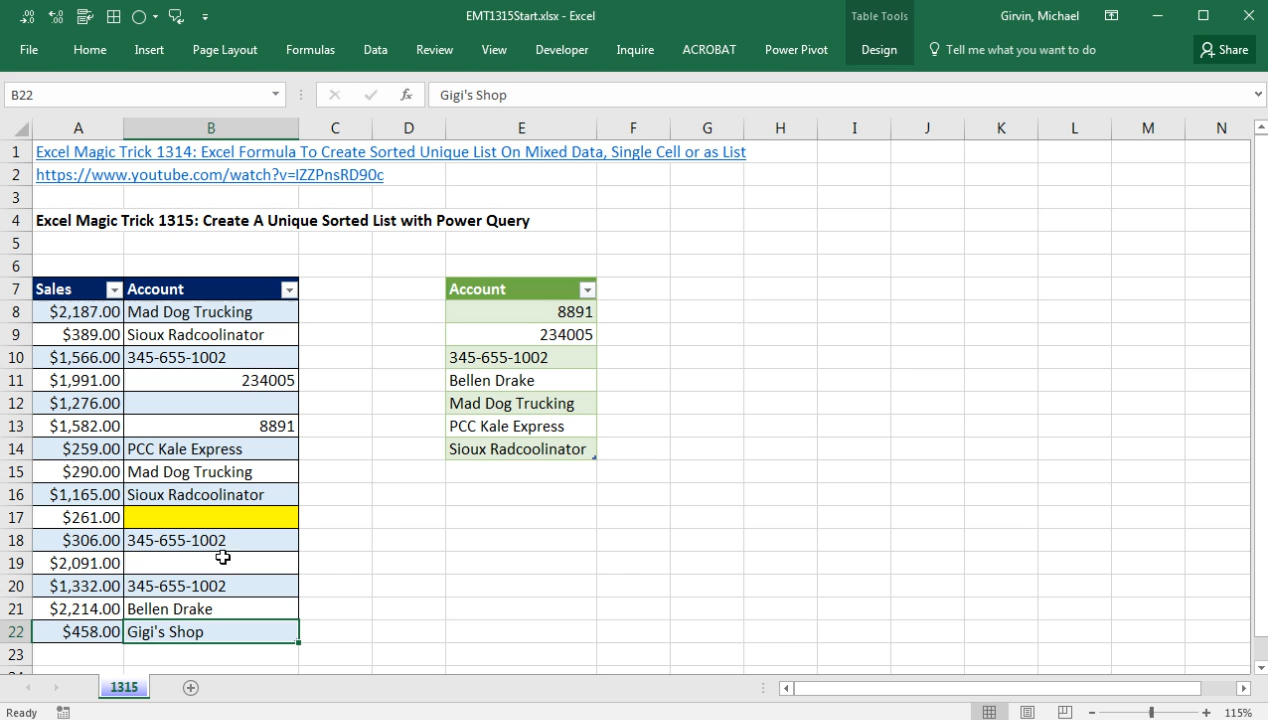 EMT1315Start.xlsx - Excel
Table Tools
Girvin, Michael
File Home Insert Page Layout Formulas Data Review View Developer Inquire ACROBAT Power Pivot Design Tell me what you want to do Share
B22 fx Gigi's Shop
A B C D E F G H I J K L M N
1 Excel Magic Trick 1314: Excel Formula To Create Sorted Unique List On Mixed Data, Single Cell or as List
2 https://www.youtube.com/watch?v=IZZPnsRD90c
3
4 Excel Magic Trick 1315: Create A Unique Sorted List with Power Query
5
6
7 Sales Account Account
8 $2,187.00 Mad Dog Trucking 8891
9 $389.00 Sioux Radcoolinator 234005
10 $1,566.00 345-655-1002 345-655-1002
11 $1,991.00 234005 Bellen Drake
12 $1,276.00 Mad Dog Trucking
13 $1,582.00 8891 PCC Kale Express
14 $259.00 PCC Kale Express Sioux Radcoolinator
15 $290.00 Mad Dog Trucking
16 $1,165.00 Sioux Radcoolinator
17 $261.00
18 $306.00 345-655-1002
19 $2,091.00
20 $1,332.00 345-655-1002
21 $2,214.00 Bellen Drake
22 $458.00 Gigi's Shop
23
1315
Ready 115%